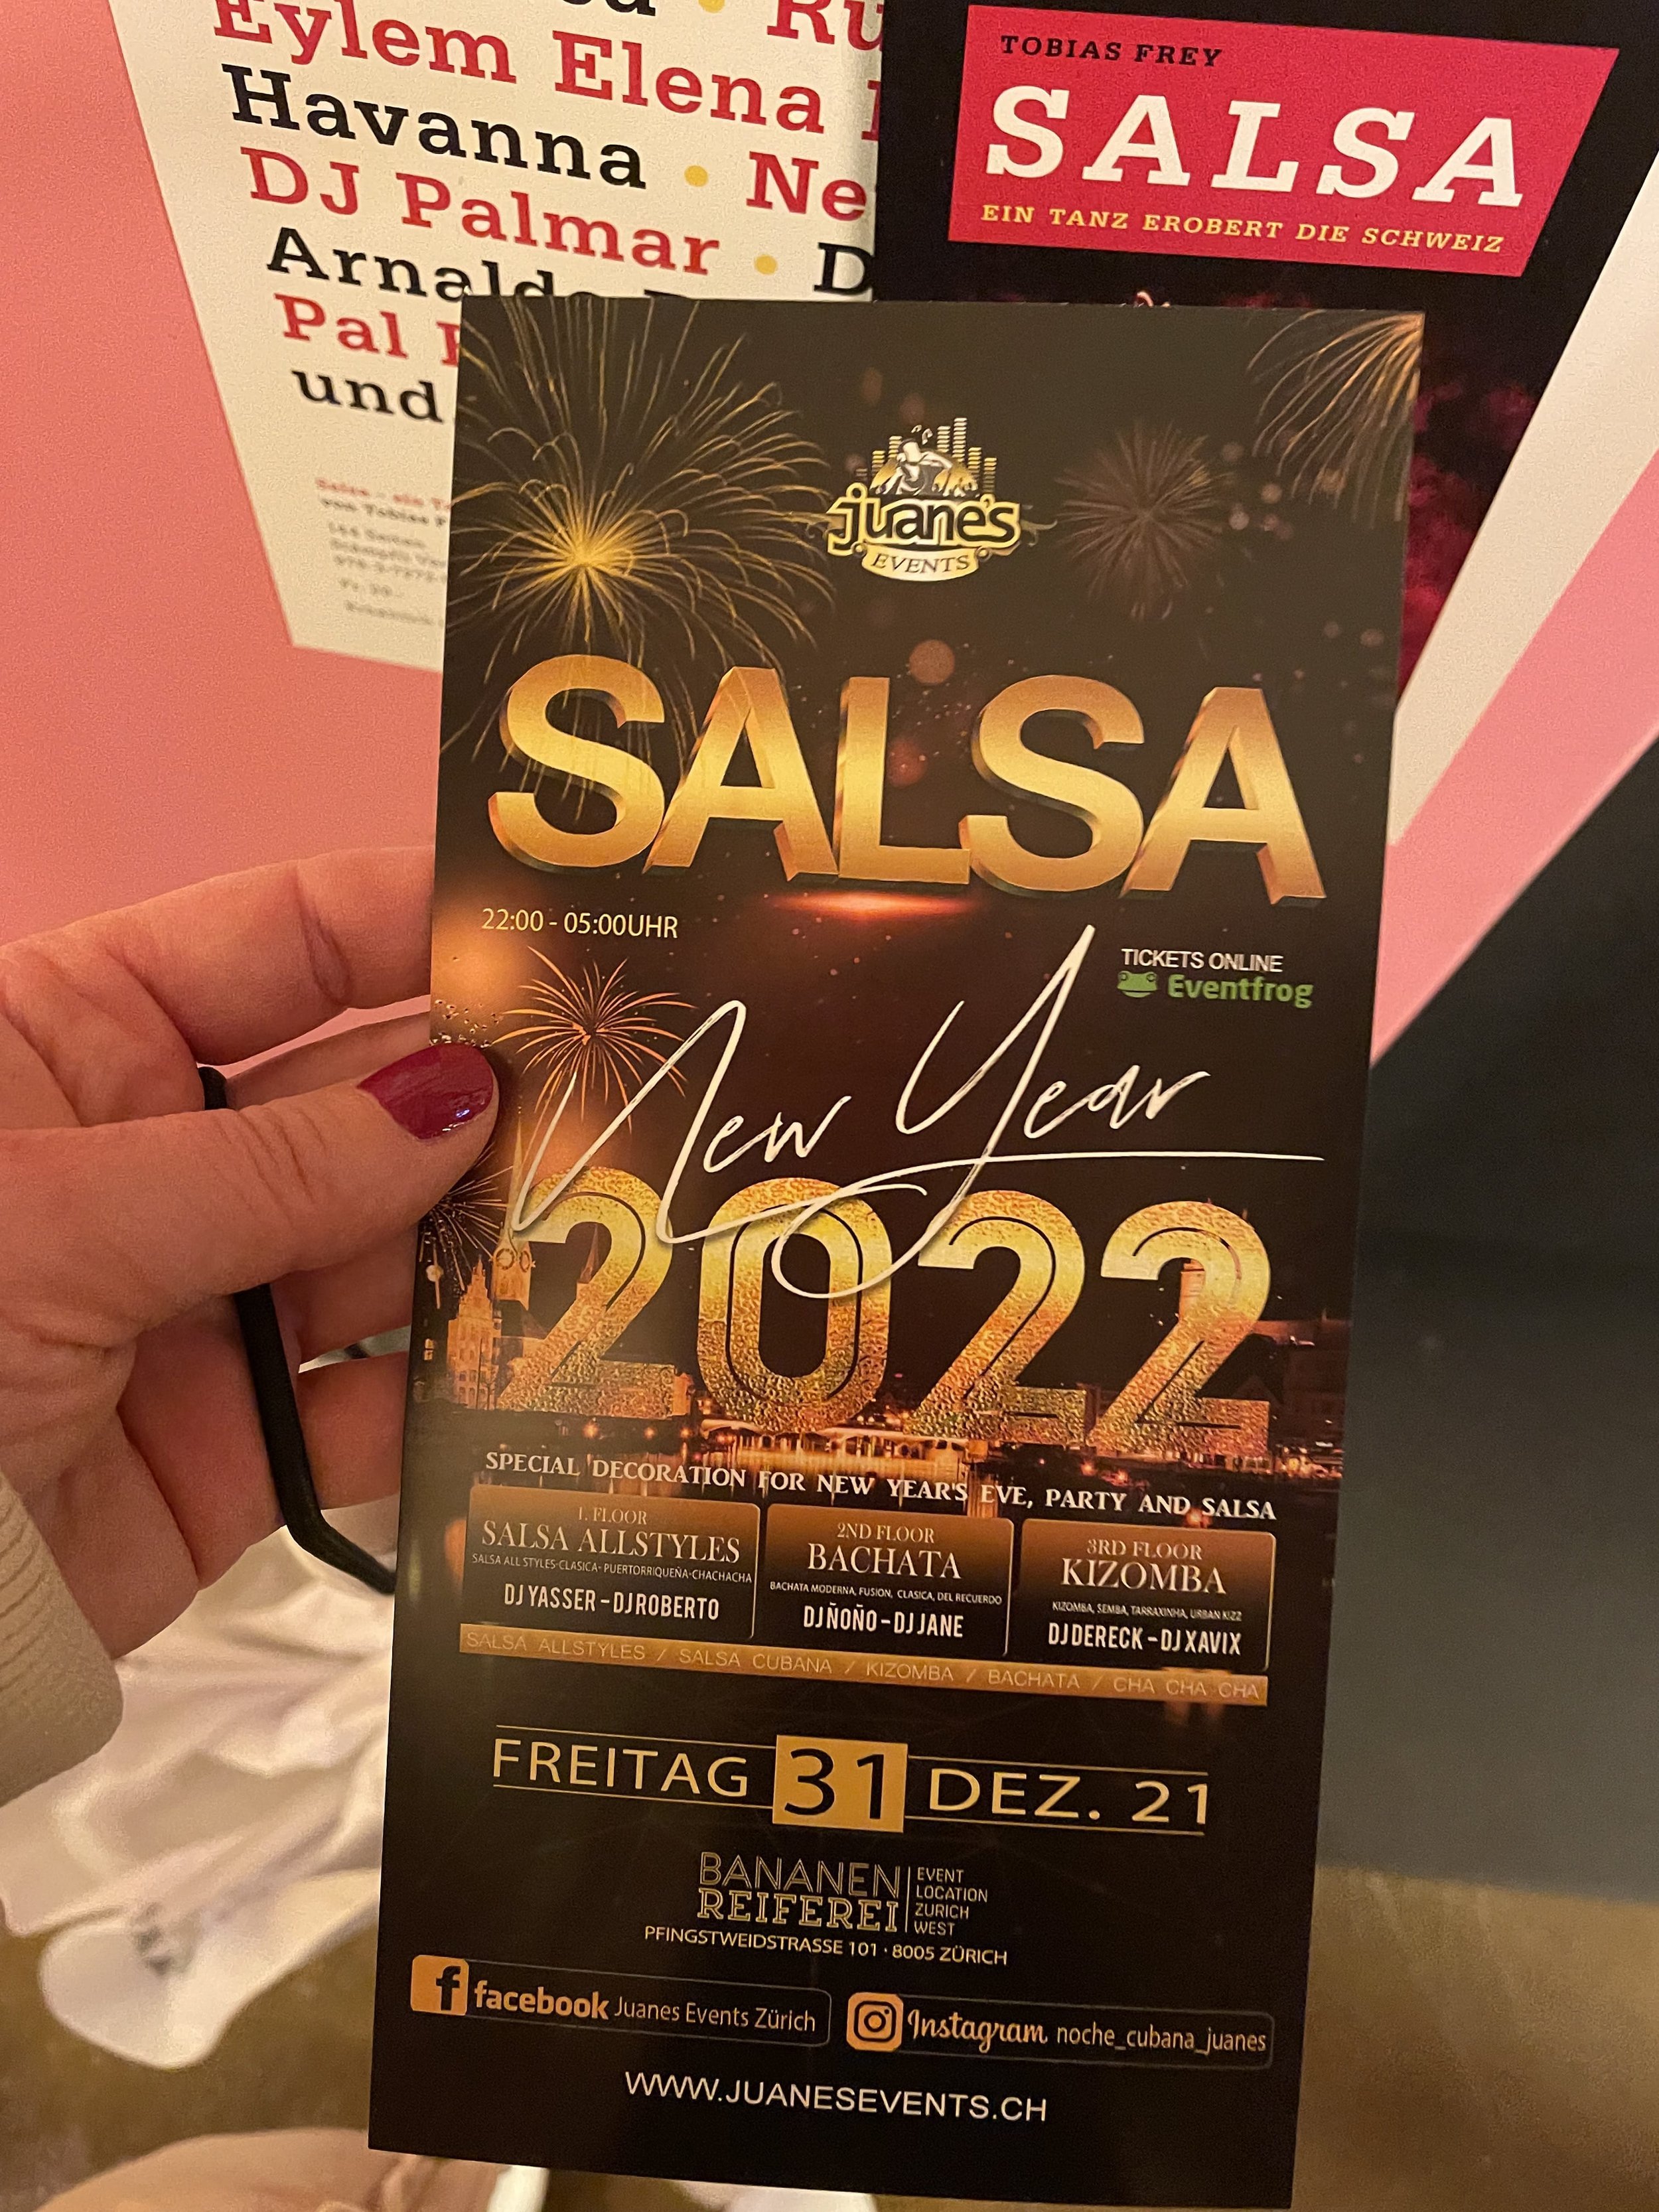 Eylem Elena
Havanna •
DJ Palmar •
Pal
und
TOBIAS FREY
SALSA
EIN TANZ EROBERT DIE SCHWEIZ
juane's
EVENTS
SALSA
22:00 - 05:00UHR
TICKETS ONLINE
Eventfrog
New Year
2022
SPECIAL DECORATION FOR NEW YEAR'S EVE, PARTY AND SALSA
1. FLOOR
SALSA ALLSTYLES
SALSA ALL STYLES-CLASICA- PUERTORRIQUEÑA-CHACHACHA
DJ YASSER - DJ ROBERTO
2ND FLOOR
BACHATA
BACHATA MODERNA, FUSION, CLASICA, DEL RECUERDO
DJ ÑOÑO - DJ JANE
3RD FLOOR
KIZOMBA
KIZOMBA, SEMBA, TARRAXINHA, URBAN KIZZ
DJ DERECK - DJ XAVIX
SALSA ALLSTYLES / SALSA CUBANA / KIZOMBA / BACHATA / CHA CHA CHA
FREITAG 31 DEZ. 21
BANANEN
REIFEREI
EVENT
LOCATION
ZURICH
WEST
PFINGSTWEIDSTRASSE 101 · 8005 ZÜRICH
facebook Juanes Events Zürich
Instagram noche_cubana_juanes
WWW.JUANESEVENTS.CH